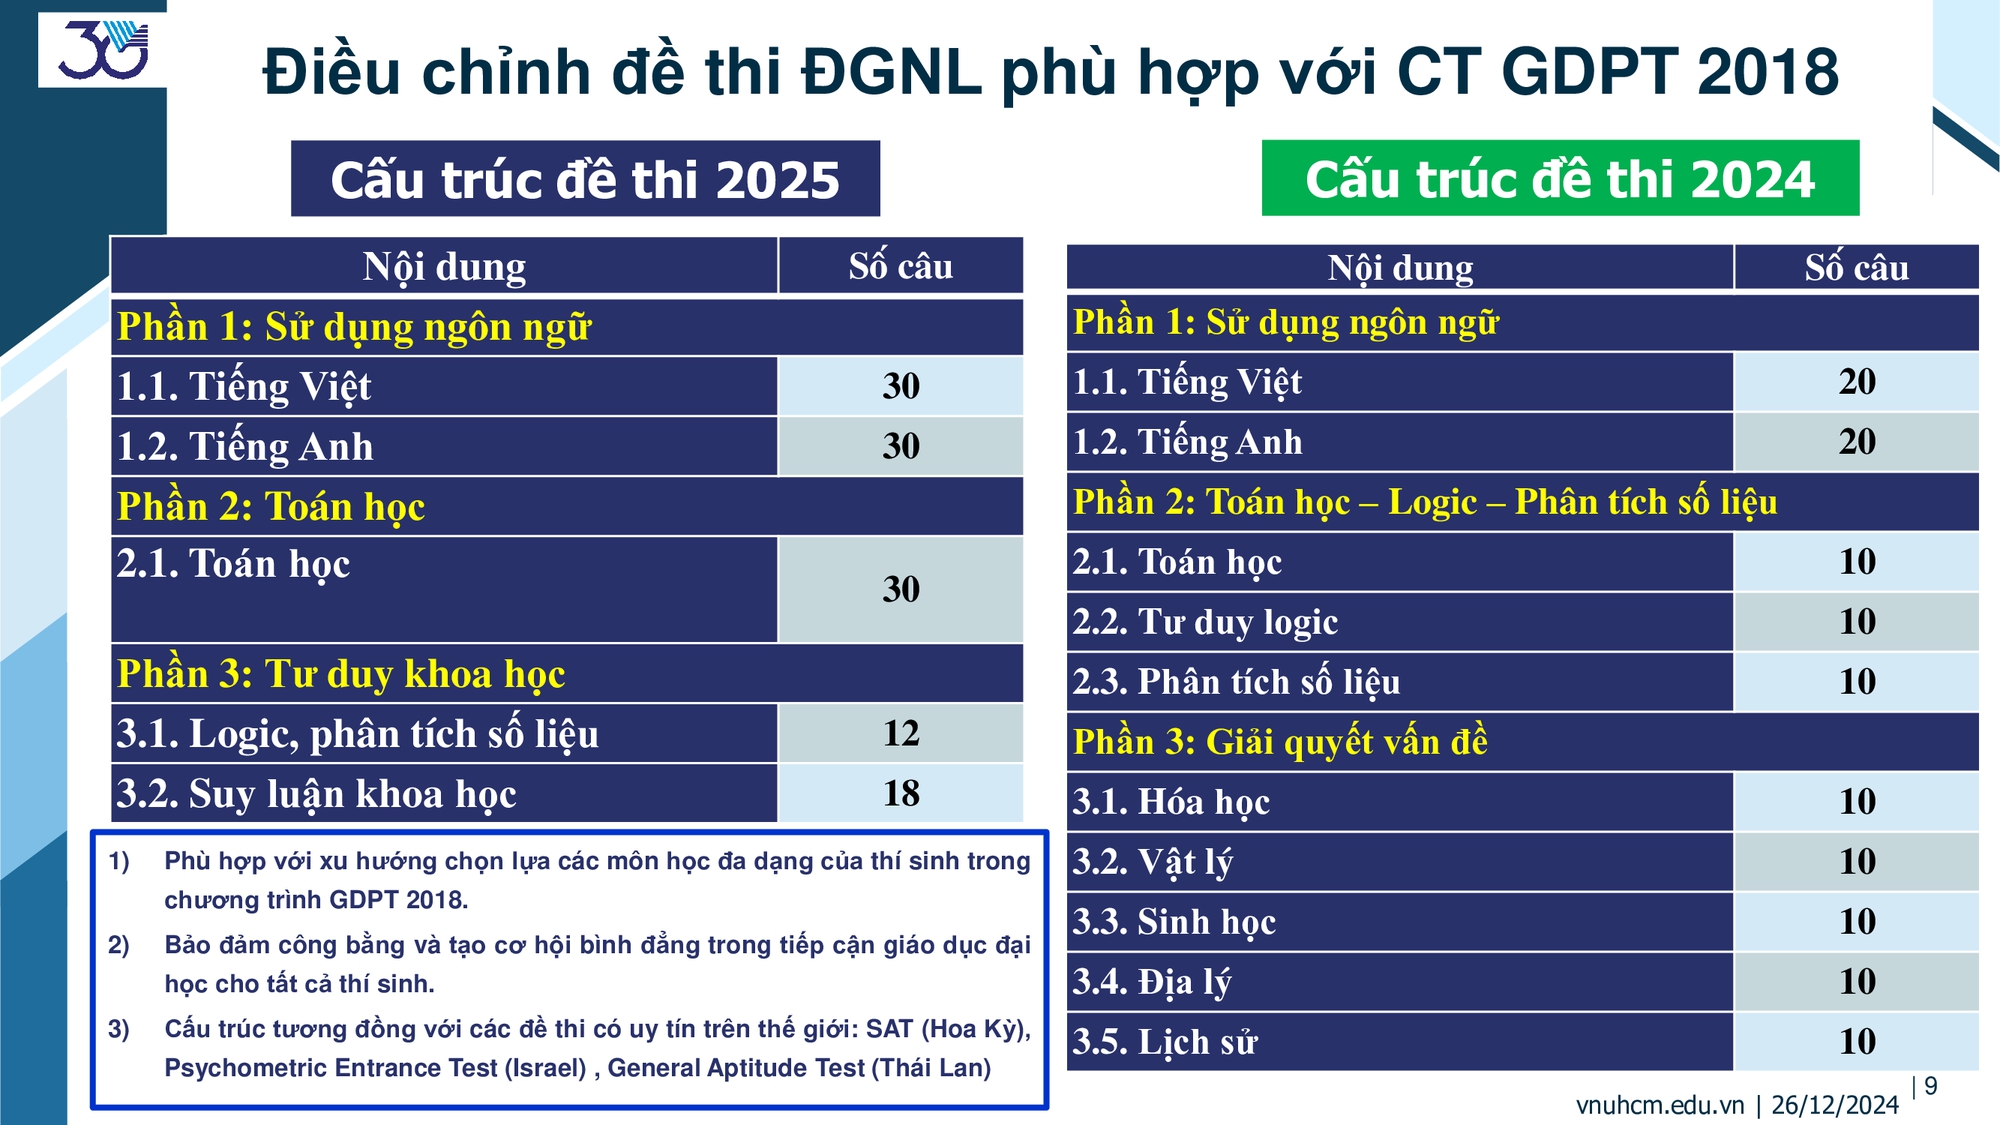 30
Điều chỉnh đề thi ĐGNL phù hợp với CT GDPT 2018
Cấu trúc đề thi 2025
Nội dung Số câu
Phần 1: Sử dụng ngôn ngữ
1.1. Tiếng Việt 30
1.2. Tiếng Anh 30
Phần 2: Toán học
2.1. Toán học 30
Phần 3: Tư duy khoa học
3.1. Logic, phân tích số liệu 12
3.2. Suy luận khoa học 18
1) Phù hợp với xu hướng chọn lựa các môn học đa dạng của thí sinh trong
chương trình GDPT 2018.
2) Bảo đảm công bằng và tạo cơ hội bình đẳng trong tiếp cận giáo dục đại
học cho tất cả thí sinh.
3) Cấu trúc tương đồng với các đề thi có uy tín trên thế giới: SAT (Hoa Kỳ),
Psychometric Entrance Test (Israel) , General Aptitude Test (Thái Lan)
Cấu trúc đề thi 2024
Nội dung Số câu
Phần 1: Sử dụng ngôn ngữ
1.1. Tiếng Việt 20
1.2. Tiếng Anh 20
Phần 2: Toán học – Logic – Phân tích số liệu
2.1. Toán học 10
2.2. Tư duy logic 10
2.3. Phân tích số liệu 10
Phần 3: Giải quyết vấn đề
3.1. Hóa học 10
3.2. Vật lý 10
3.3. Sinh học 10
3.4. Địa lý 10
3.5. Lịch sử 10
| 9
vnuhcm.edu.vn | 26/12/2024